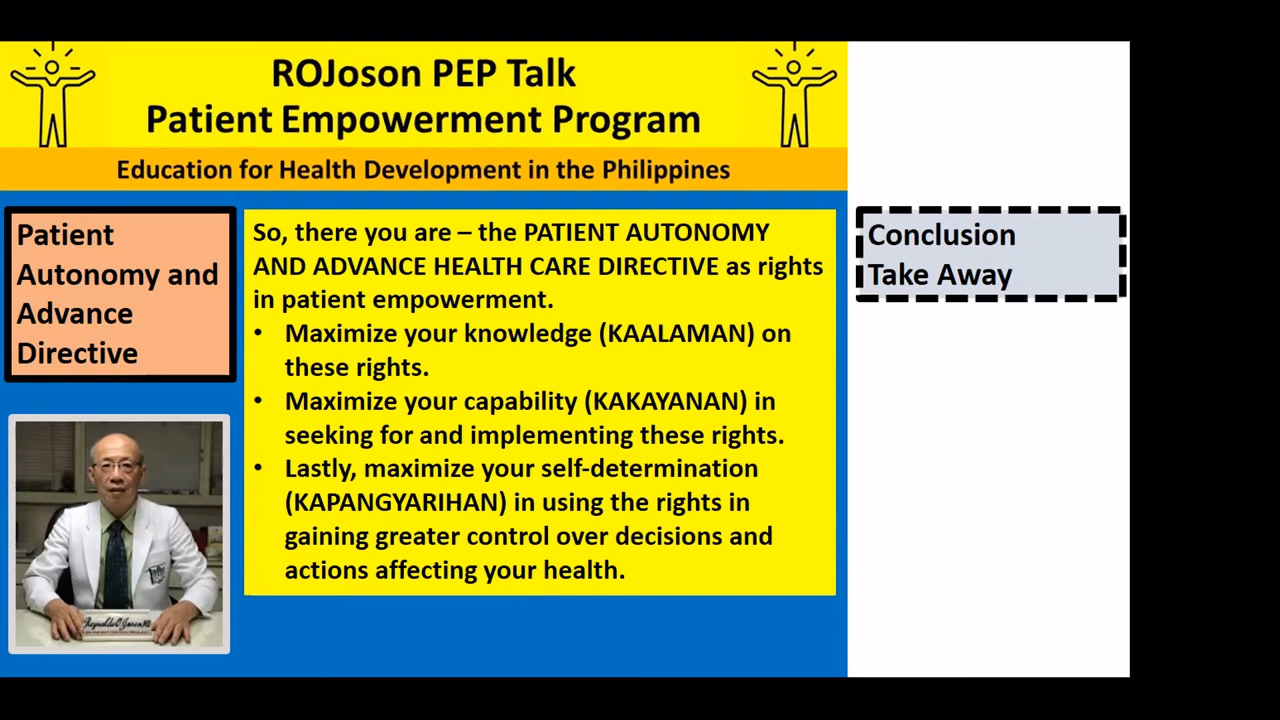 ROJoson PEP Talk
Patient Empowerment Program
Education for Health Development in the Philippines
Patient
Autonomy and
Advance
Directive
So, there you are – the PATIENT AUTONOMY
AND ADVANCE HEALTH CARE DIRECTIVE as rights
in patient empowerment.
• Maximize your knowledge (KAALAMAN) on
these rights.
• Maximize your capability (KAKAYANAN) in
seeking for and implementing these rights.
• Lastly, maximize your self-determination
(KAPANGYARIHAN) in using the rights in
gaining greater control over decisions and
actions affecting your health.
Conclusion
Take Away
Reynaldo O. Joson, MD